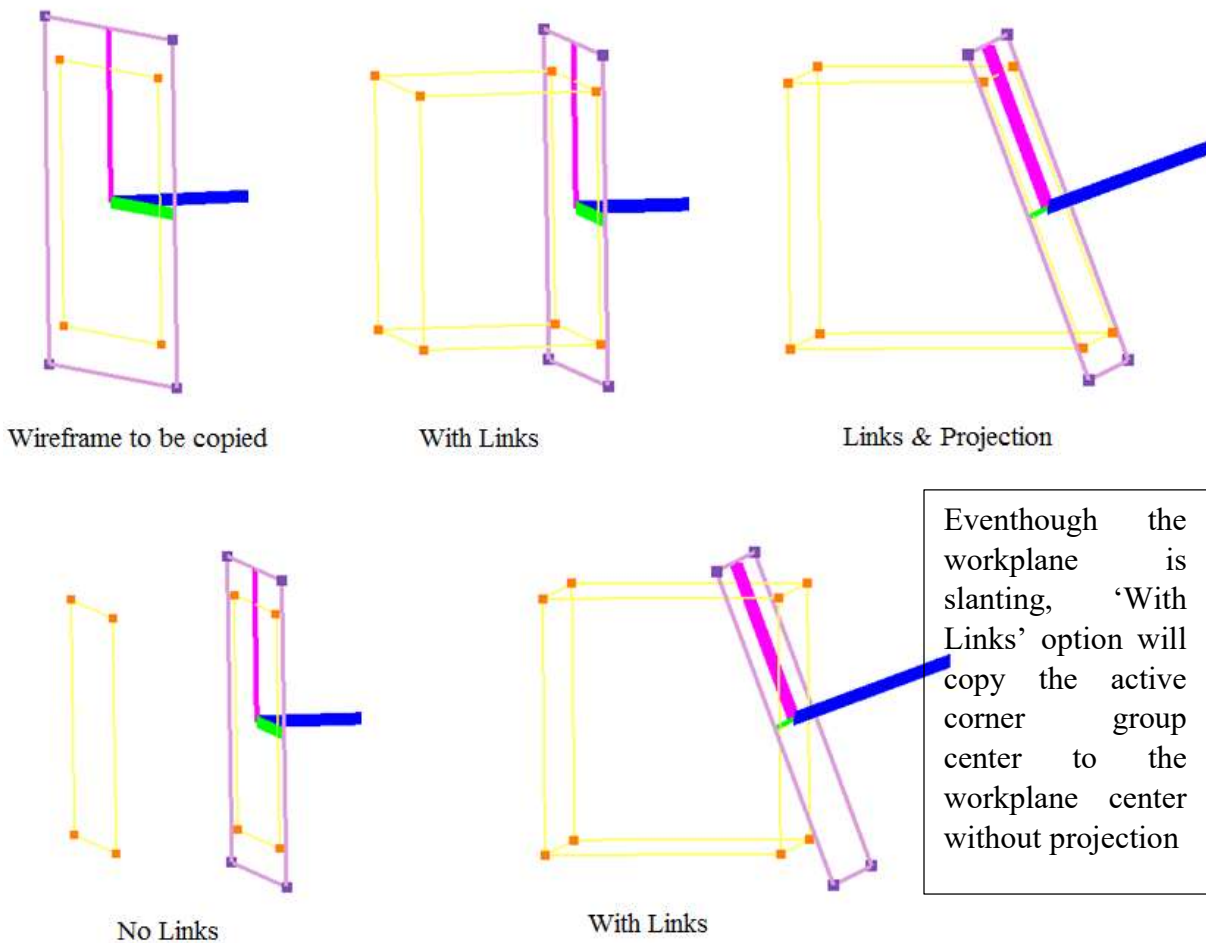 Wireframe to be copied
With Links
Links & Projection
Eventhough the
workplane is
slanting, ‘With
Links’ option will
copy the active
corner group
center to the
workplane center
without projection
No Links
With Links